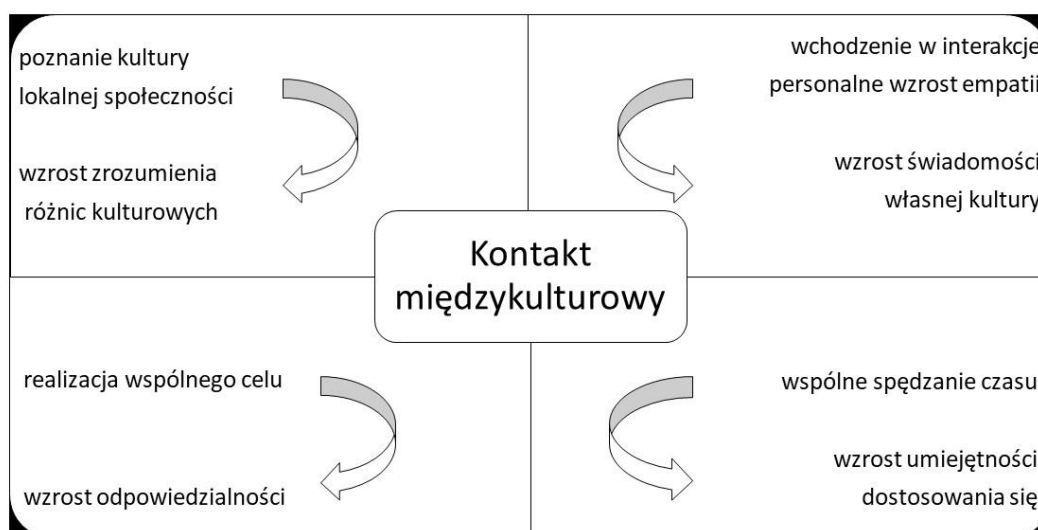 poznanie kultury
lokalnej społeczności
wzrost zrozumienia
różnic kulturowych
wchodzenie w interakcje
personalne wzrost empatii
wzrost świadomości
własnej kultury
Kontakt
międzykulturowy
realizacja wspólnego celu
wzrost odpowiedzialności
wspólne spędzanie czasu
wzrost umiejętności
dostosowania się